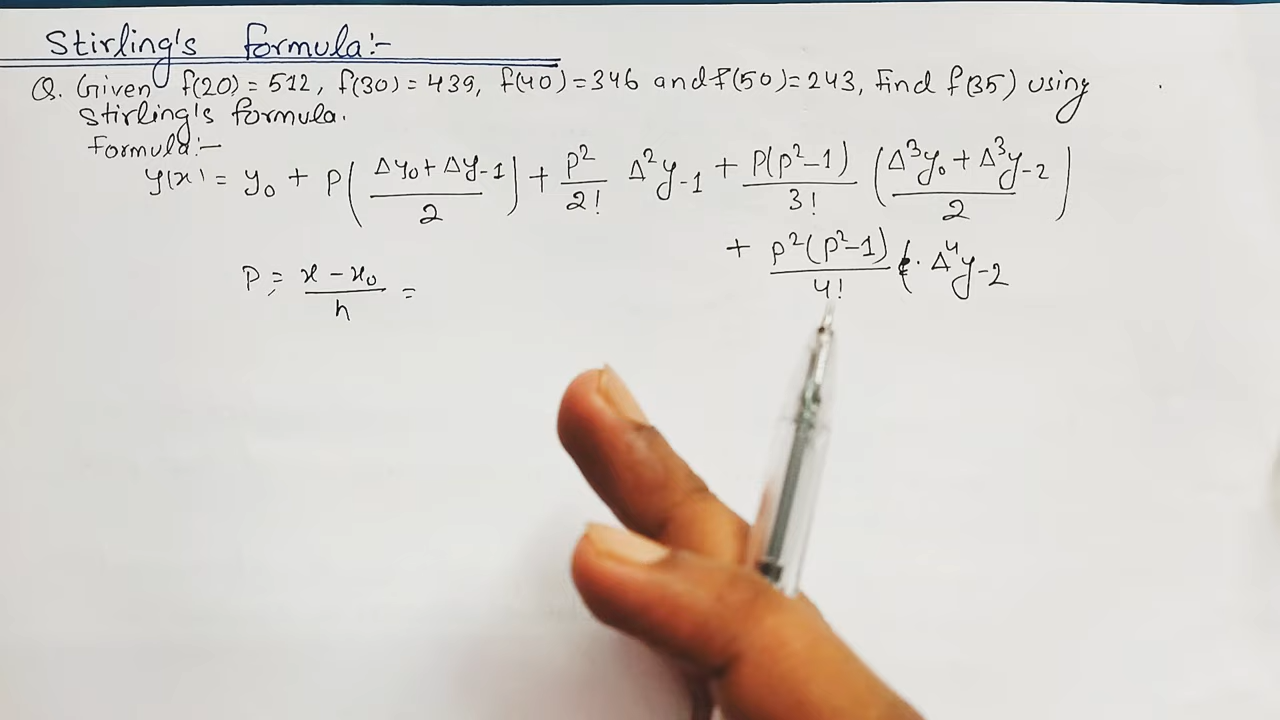 Stirling's formula:-
Q. Given f(20) = 512, f(30) = 439, f(40) = 346 and f(50) = 243, Find f(35) using
Stirling's formula.
Formula:-
y(x) = y₀ + p((Δy₀ + Δy-1)/2) + p²/2! Δ²y-1 + p(p²-1)/3! ((Δ³y₀ + Δ³y-2)/2)
+ p²(p²-1)/4! · Δ⁴y-2
P = (x - x₀)/h =